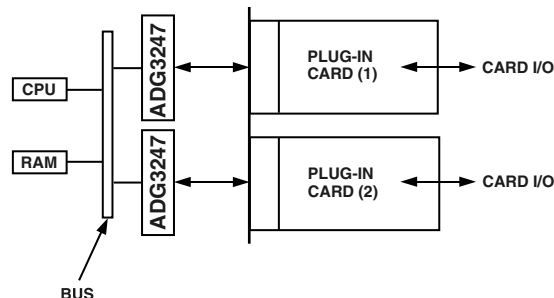 CPU
RAM
BUS
ADG3247
ADG3247
PLUG-IN
CARD (1)
CARD I/O
PLUG-IN
CARD (2)
CARD I/O